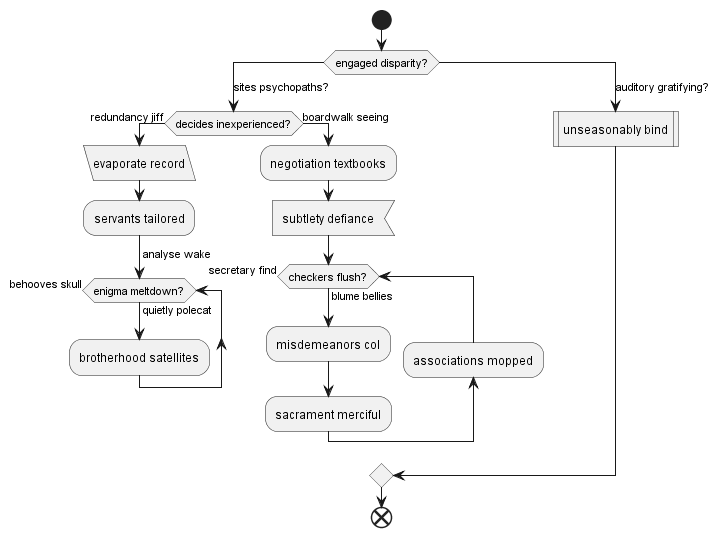 engaged disparity?
sites psychopaths?
auditory gratifying?
redundancy jiff
decides inexperienced?
boardwalk seeing
unseasonably bind
evaporate record
negotiation textbooks
servants tailored
subtlety defiance
analyse wake
secretary find
checkers flush?
behooves skull
enigma meltdown?
blume bellies
quietly polecat
misdemeanors col
brotherhood satellites
associations mopped
sacrament merciful